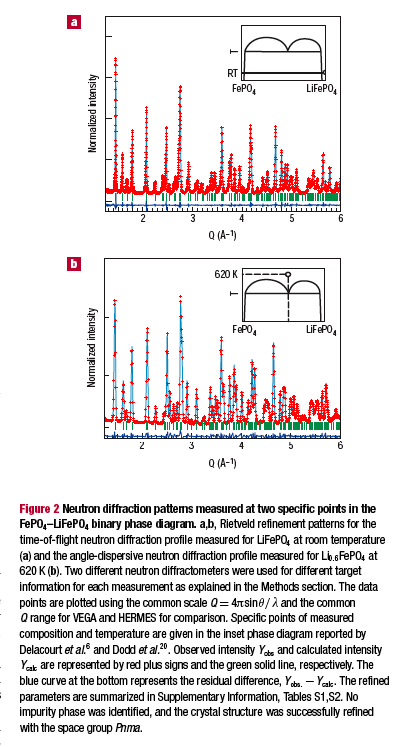 a
Normalized intensity
T
RT
FePO4
LiFePO4
2
3
4
5
6
Q (Å–1)
b
Normalized intensity
620 K
T
FePO4
LiFePO4
2
3
4
5
6
Q (Å–1)
Figure 2 Neutron diffraction patterns measured at two specific points in the
FePO4–LiFePO4 binary phase diagram. a,b, Rietveld refinement patterns for the
time-of-flight neutron diffraction profile measured for LiFePO4 at room temperature
(a) and the angle-dispersive neutron diffraction profile measured for Li0.6FePO4 at
620 K (b). Two different neutron diffractometers were used for different target
information for each measurement as explained in the Methods section. The data
points are plotted using the common scale Q = 4πsinθ/λ and the common
Q range for VEGA and HERMES for comparison. Specific points of measured
composition and temperature are given in the inset phase diagram reported by
Delacourt et al.6 and Dodd et al.20. Observed intensity Yobs and calculated intensity
Ycalc are represented by red plus signs and the green solid line, respectively. The
blue curve at the bottom represents the residual difference, Yobs. – Ycalc. The refined
parameters are summarized in Supplementary Information, Tables S1,S2. No
impurity phase was identified, and the crystal structure was successfully refined
with the space group Pnma.